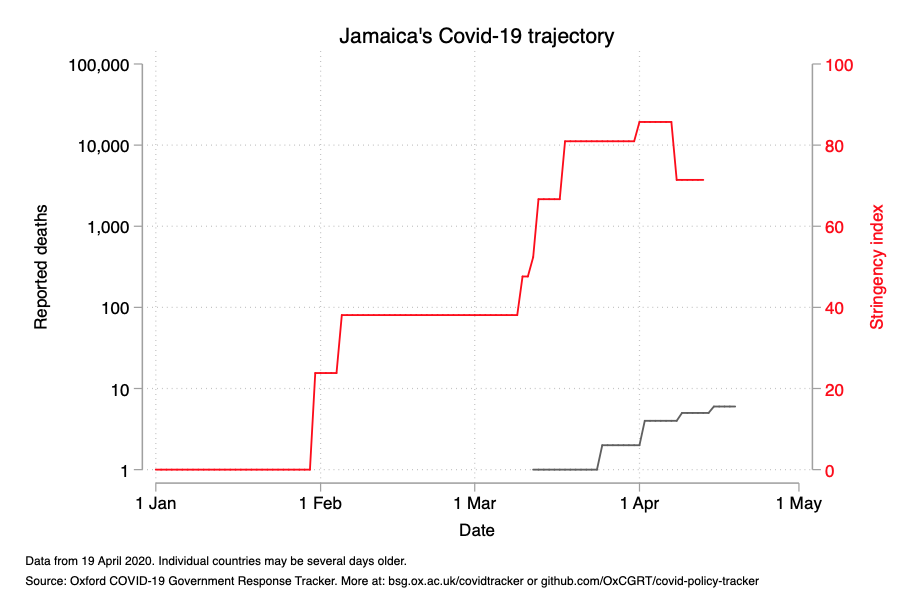 Jamaica's Covid-19 trajectory
100,000
10,000
1,000
100
10
1
Reported deaths
100
80
60
40
20
0
Stringency index
1 Jan
1 Feb
1 Mar
1 Apr
1 May
Date
Data from 19 April 2020. Individual countries may be several days older.
Source: Oxford COVID-19 Government Response Tracker. More at: bsg.ox.ac.uk/covidtracker or github.com/OxCGRT/covid-policy-tracker